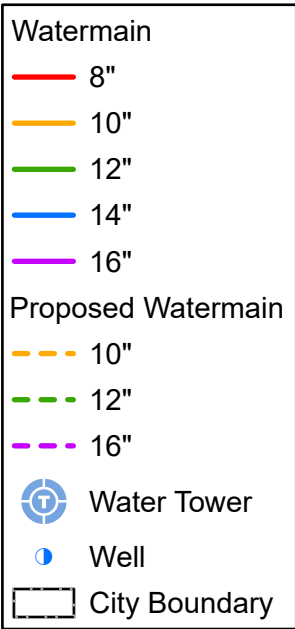 Watermain
8"
10"
12"
14"
16"
Proposed Watermain
10"
12"
16"
T Water Tower
Well
City Boundary